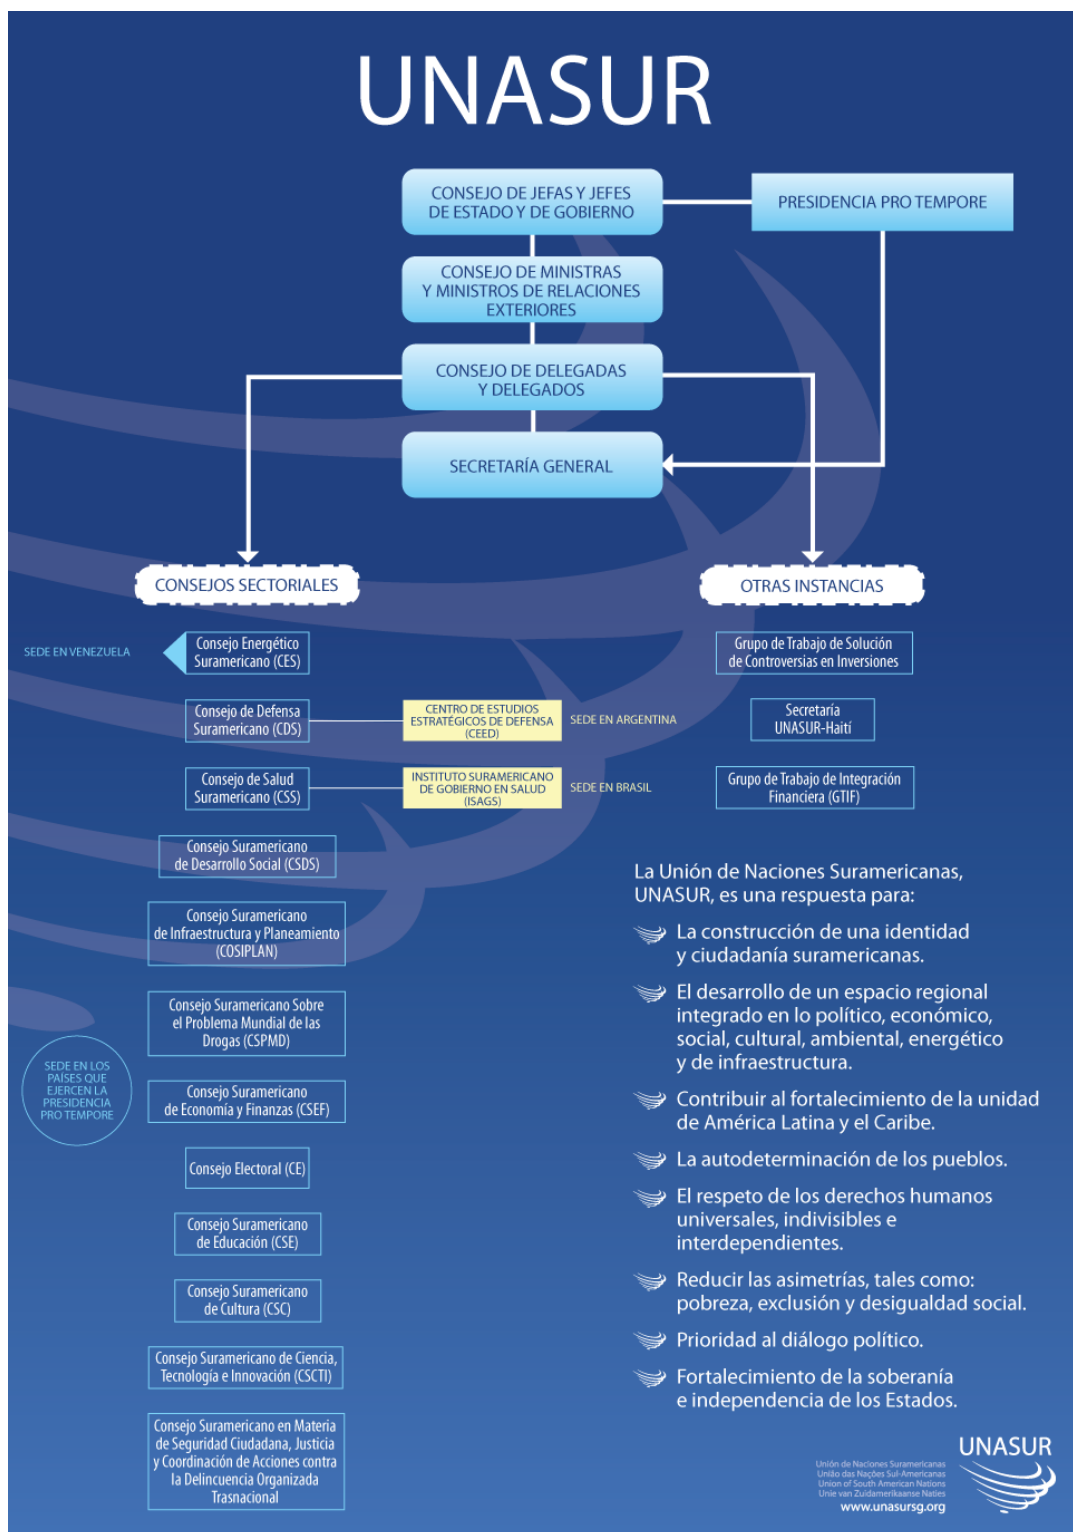 UNASUR
CONSEJO DE JEFAS Y JEFES
DE ESTADO Y DE GOBIERNO
PRESIDENCIA PRO TEMPORE
CONSEJO DE MINISTRAS
Y MINISTROS DE RELACIONES
EXTERIORES
CONSEJO DE DELEGADAS
Y DELEGADOS
SECRETARÍA GENERAL
CONSEJOS SECTORIALES
SEDE EN VENEZUELA
Consejo Energético
Suramericano (CES)
Consejo de Defensa
Suramericano (CDS)
CENTRO DE ESTUDIOS
ESTRATÉGICOS DE DEFENSA
(CEED)
SEDE EN ARGENTINA
Consejo de Salud
Suramericano (CSS)
INSTITUTO SURAMERICANO
DE GOBIERNO EN SALUD
(ISAGS)
SEDE EN BRASIL
Consejo Suramericano
de Desarrollo Social (CSDS)
Consejo Suramericano
de Infraestructura y Planeamiento
(COSIPLAN)
Consejo Suramericano Sobre
el Problema Mundial de las
Drogas (CSPMD)
SEDE EN LOS
PAÍSES QUE
EJERCEN LA
PRESIDENCIA
PRO TEMPORE
Consejo Suramericano
de Economía y Finanzas (CSEF)
Consejo Electoral (CE)
Consejo Suramericano
de Educación (CSE)
Consejo Suramericano
de Cultura (CSC)
Consejo Suramericano de Ciencia,
Tecnología e Innovación (CSCTI)
Consejo Suramericano en Materia
de Seguridad Ciudadana, Justicia
y Coordinación de Acciones contra
la Delincuencia Organizada
Trasnacional
OTRAS INSTANCIAS
Grupo de Trabajo de Solución
de Controversias en Inversiones
Secretaría
UNASUR-Haití
Grupo de Trabajo de Integración
Financiera (GTIF)
La Unión de Naciones Suramericanas,
UNASUR, es una respuesta para:
La construcción de una identidad
y ciudadanía suramericanas.
El desarrollo de un espacio regional
integrado en lo político, económico,
social, cultural, ambiental, energético
y de infraestructura.
Contribuir al fortalecimiento de la unidad
de América Latina y el Caribe.
La autodeterminación de los pueblos.
El respeto de los derechos humanos
universales, indivisibles e
interdependientes.
Reducir las asimetrías, tales como:
pobreza, exclusión y desigualdad social.
Prioridad al diálogo político.
Fortalecimiento de la soberanía
e independencia de los Estados.
UNASUR
Unión de Naciones Suramericanas
União das Nações Sul-Americanas
Union of South American Nations
Unie van Zuidamerikaanse Naties
www.unasursg.org